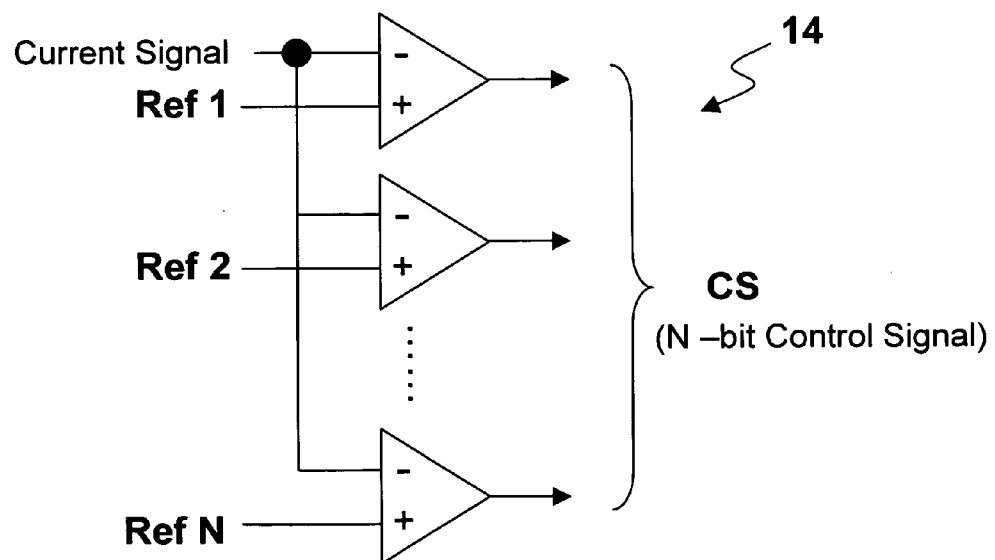 14
Current Signal
-
Ref 1
+
-
Ref 2
+
CS
(N –bit Control Signal)
-
Ref N
+